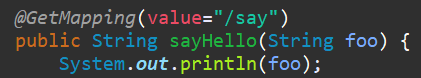 @GetMapping(value="/say")
public String sayHello(String foo) {
    System.out.println(foo);